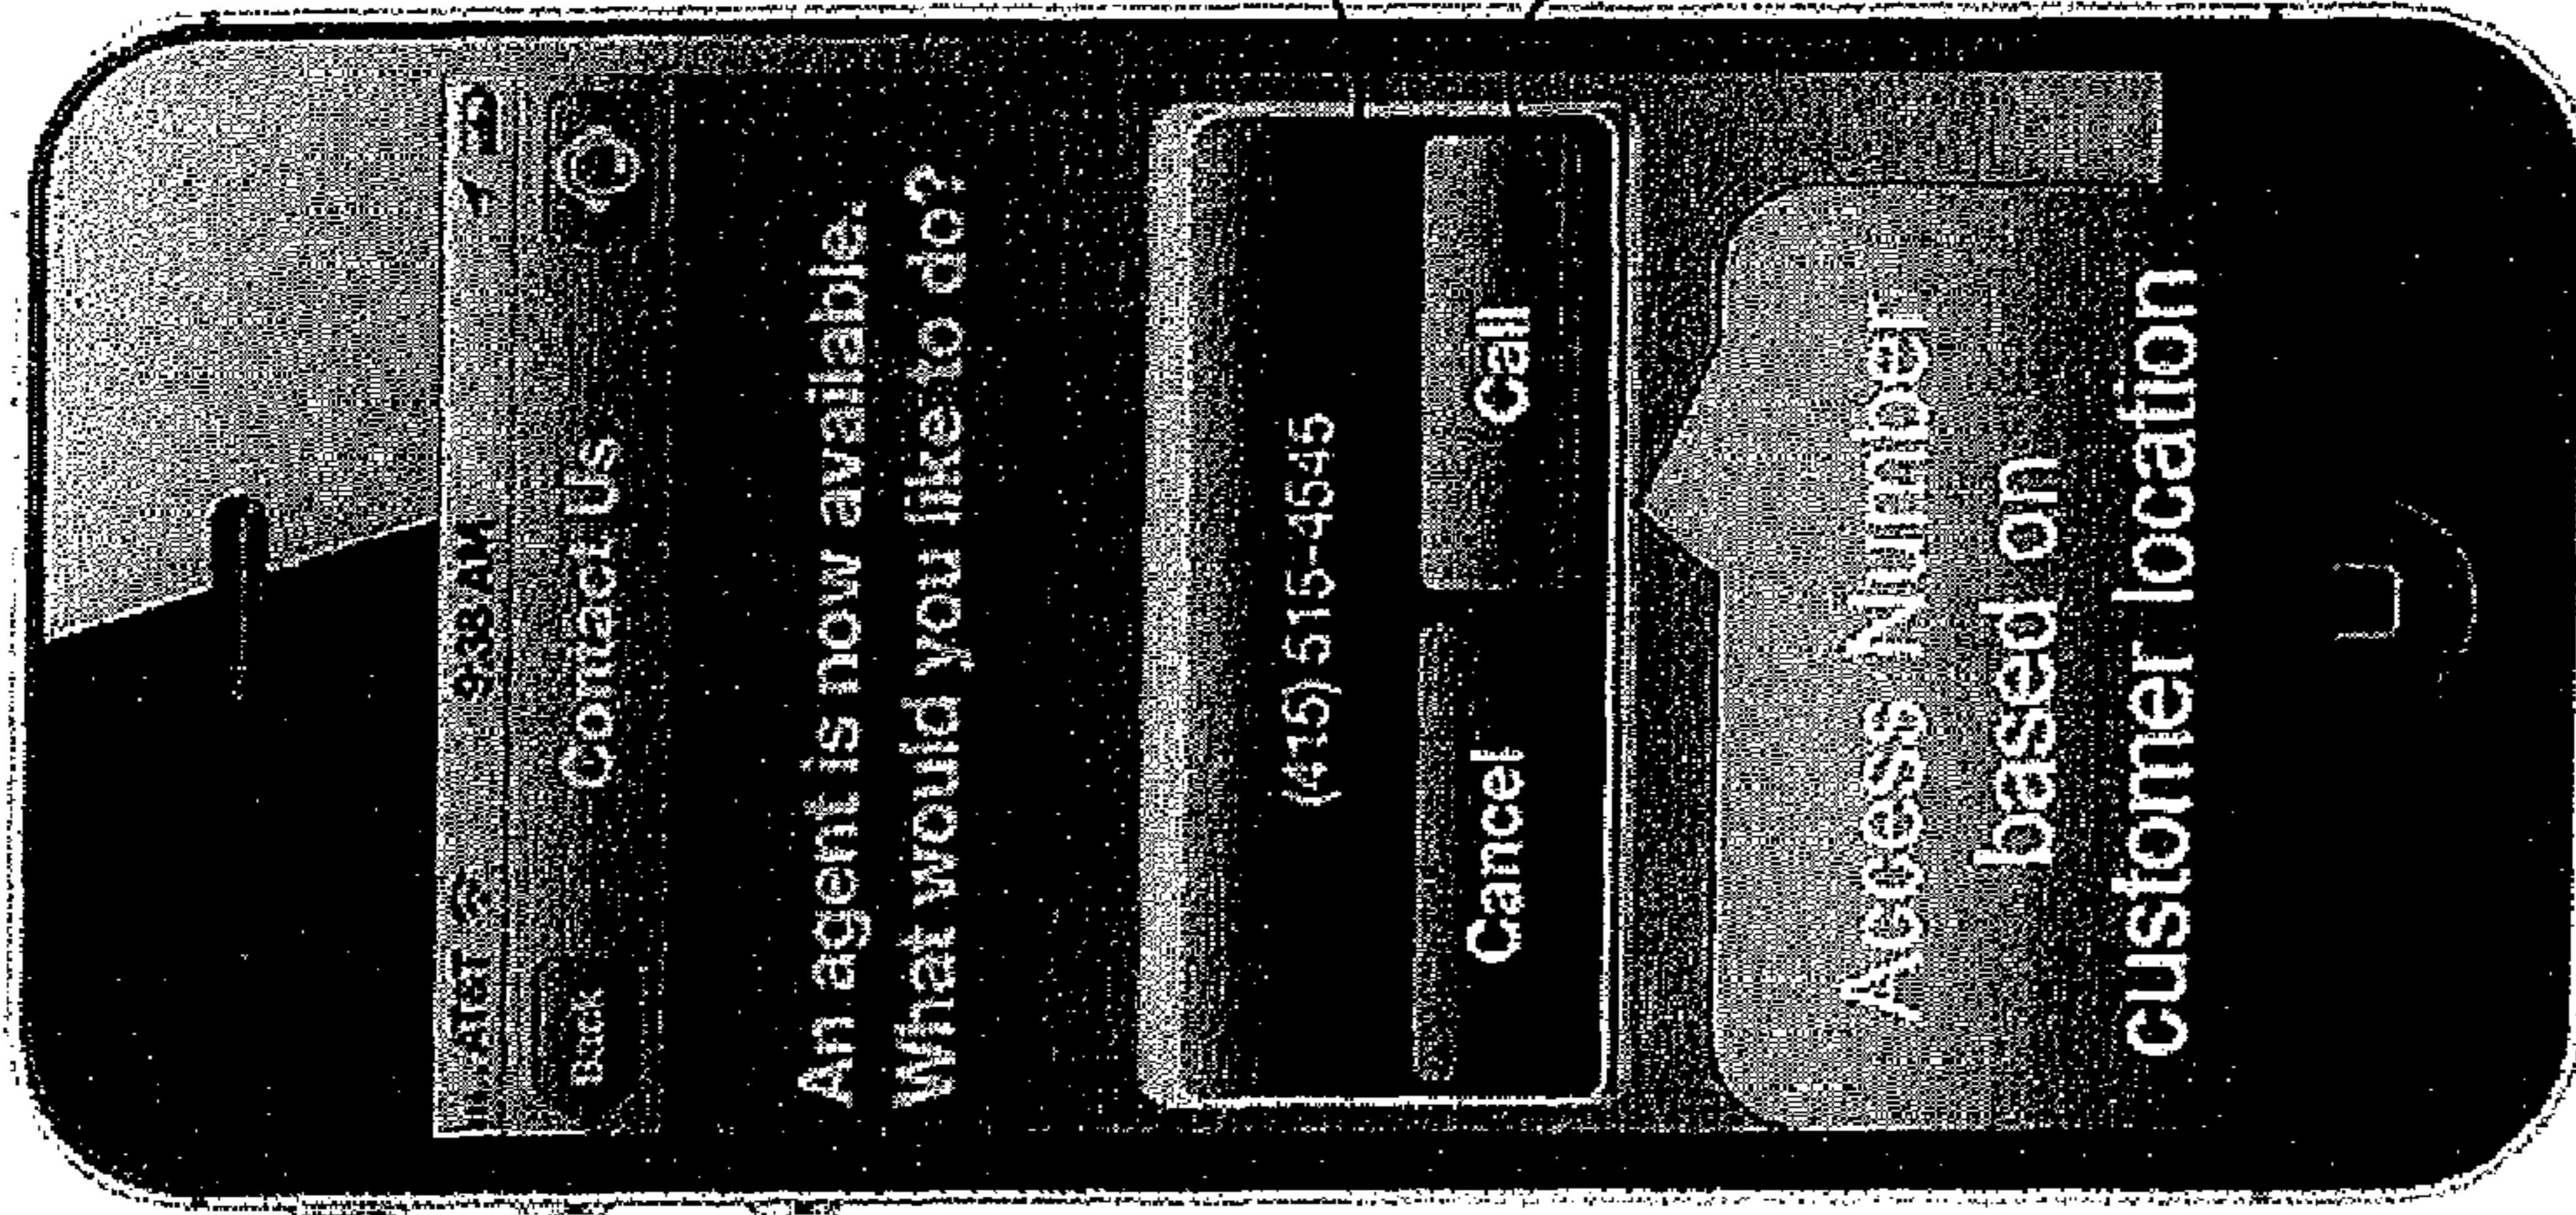 9:38 AM
Back
Contact Us
An agent is now available.
What would you like to do?
(415) 515-4545
Cancel Call
Access Number
based on
customer location